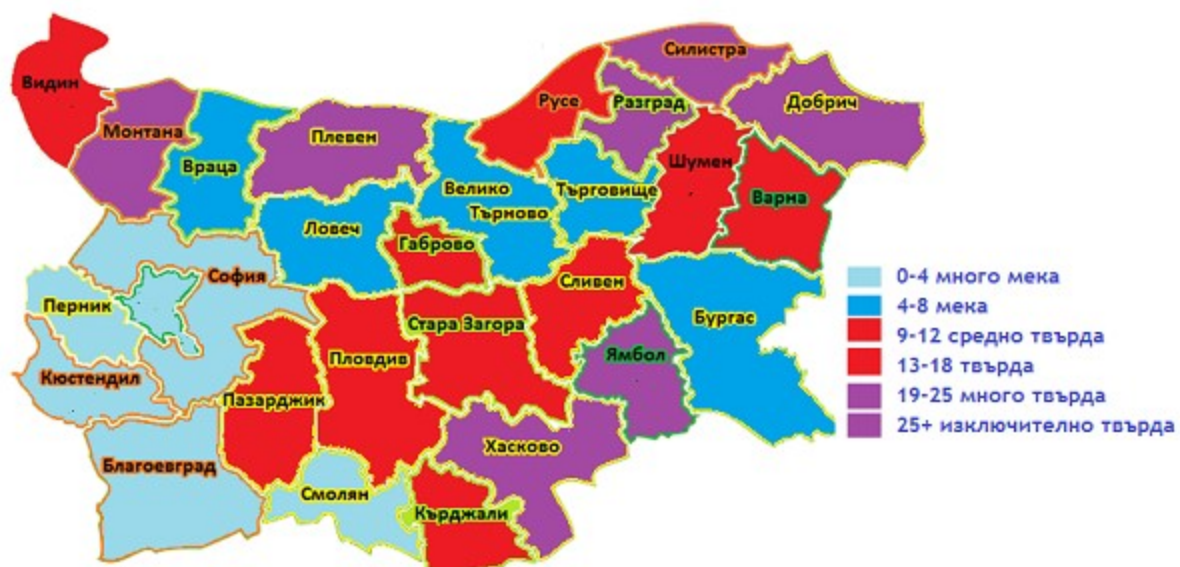 Силистра
Видин
Русе
Разград
Добрич
Монтана
Плевен
Враца
Шумен
Велико
Търново
Търговище
Варна
Ловеч
Габрово
София
Сливен
Перник
Бургас
Стара Загора
Пловдив
Ямбол
Кюстендил
Пазарджик
Хасково
Благоевград
Смолян
Кърджали
0-4 много мека
4-8 мека
9-12 средно твърда
13-18 твърда
19-25 много твърда
25+ изключително твърда